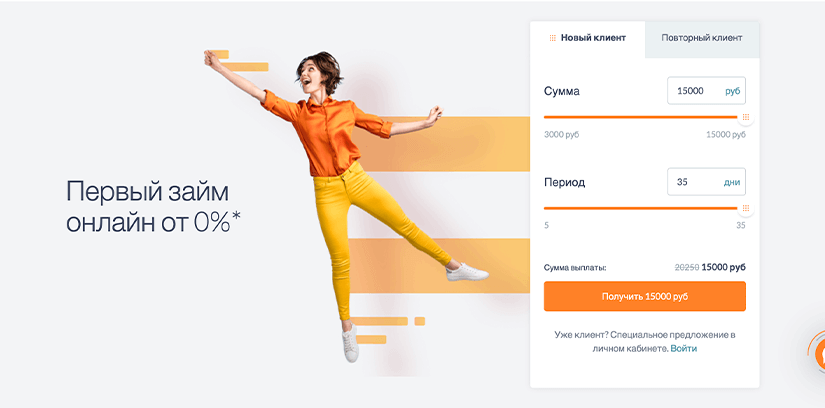 Новый клиент
Повторный клиент
Сумма
15000 руб
3000 руб
15000 руб
Период
35 дни
5
35
Первый займ
онлайн от 0%*
Сумма выплаты:
20250 15000 руб
Получить 15000 руб
Уже клиент? Специальное предложение в
личном кабинете. Войти